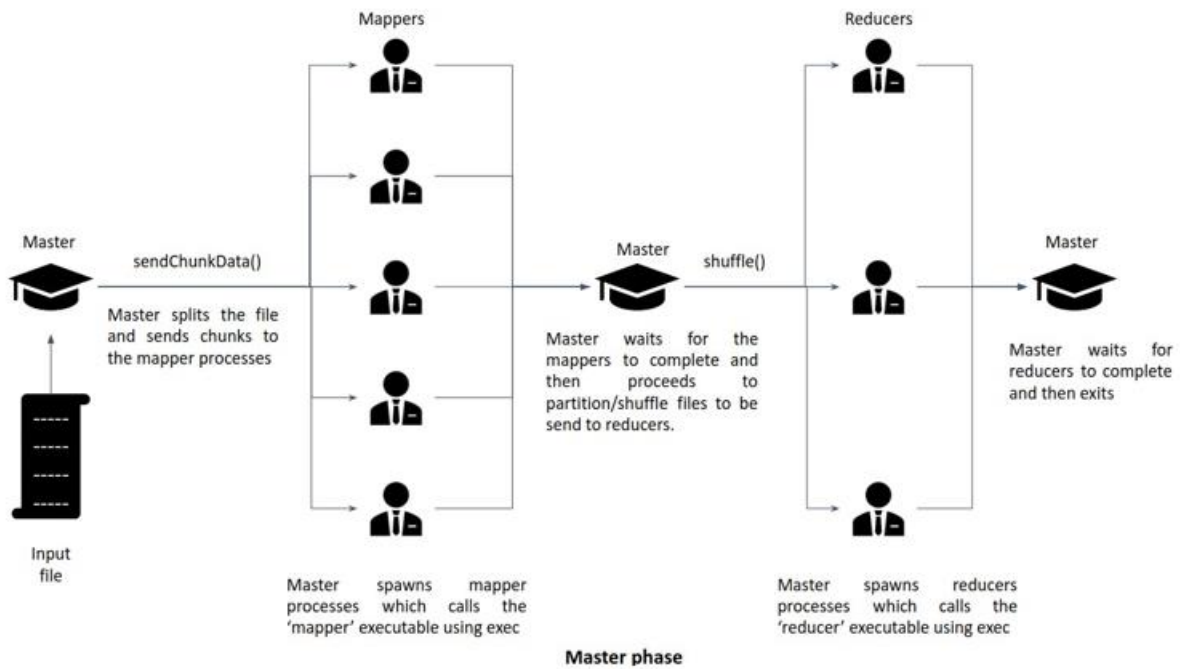 Mappers
Reducers
Master
sendChunkData()
Master splits the file
and sends chunks to
the mapper processes
Master
shuffle()
Master waits for the
mappers to complete and
then proceeds to
partition/shuffle files to be
send to reducers.
Master
Master waits for
reducers to complete
and then exits
Input
file
Master spawns mapper
processes which calls the
‘mapper’ executable using exec
Master spawns reducers
processes which calls the
‘reducer’ executable using exec
Master phase